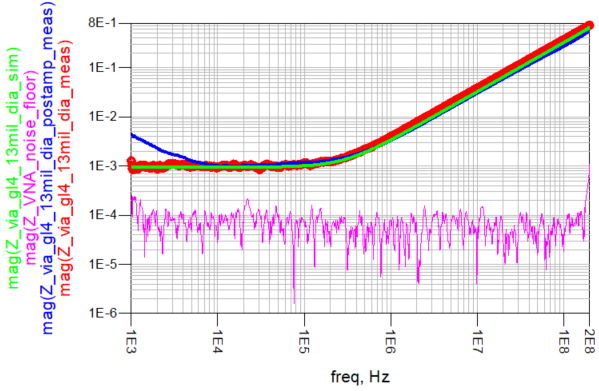 mag(Z_via_gl4_13mil_dia_sim)
mag(Z_VNA_noise_floor)
mag(Z_via_gl4_13mil_dia_postamp_meas)
mag(Z_via_gl4_13mil_dia_meas)
8E-1
1E-1
1E-2
1E-3
1E-4
1E-5
1E-6
1E3
1E4
1E5
1E6
1E7
1E8
2E8
freq, Hz